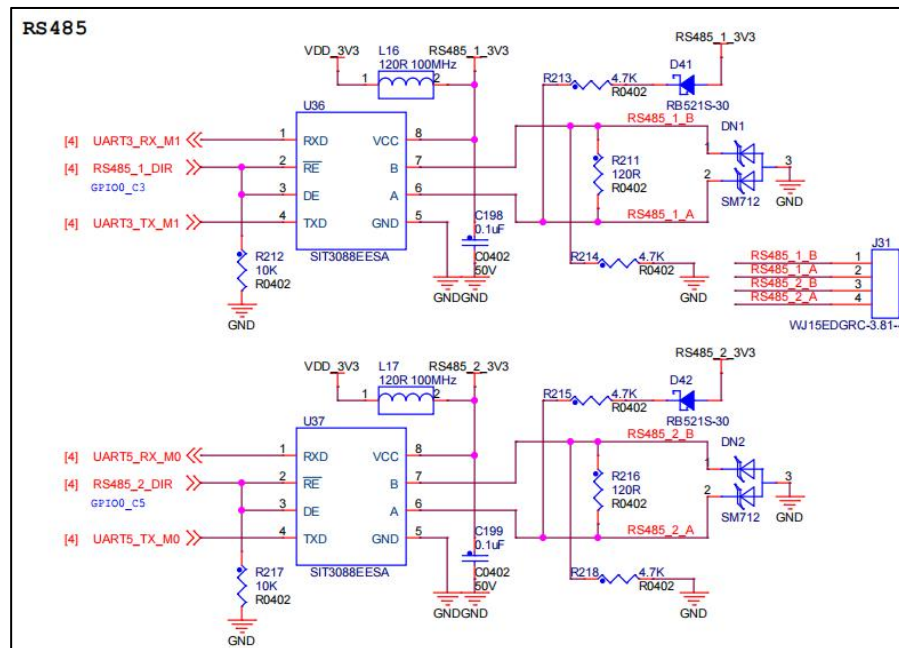 RS485
VDD_3V3
L16
120R 100MHz
RS485_1_3V3
1
2
RS485_1_3V3
D41
RB521S-30
R213
4.7K
R0402
U36
[4] UART3_RX_M1
1
RXD
VCC
8
[4] RS485_1_DIR
2
RE
B
7
GPIO0_C3
3
DE
A
6
[4] UART3_TX_M1
4
TXD
GND
5
SIT3088EESA
RS485_1_B
DN1
1
2
3
GND
SM712
R211
120R
R0402
RS485_1_A
C198
0.1uF
C0402
50V
GND
GND
R212
10K
R0402
GND
R214
4.7K
R0402
GND
J31
RS485_1_B
1
RS485_1_A
2
RS485_2_B
3
RS485_2_A
4
WJ15EDGRC-3.81-
VDD_3V3
L17
120R 100MHz
RS485_2_3V3
1
2
RS485_2_3V3
D42
RB521S-30
R215
4.7K
R0402
U37
[4] UART5_RX_M0
1
RXD
VCC
8
[4] RS485_2_DIR
2
RE
B
7
GPIO0_C5
3
DE
A
6
[4] UART5_TX_M0
4
TXD
GND
5
SIT3088EESA
RS485_2_B
DN2
1
2
3
GND
SM712
R216
120R
R0402
RS485_2_A
C199
0.1uF
C0402
50V
GND
GND
R217
10K
R0402
GND
R218
4.7K
R0402
GND